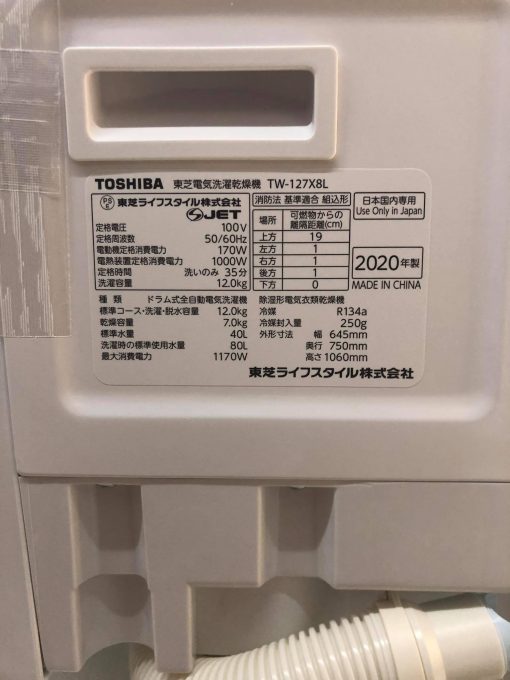 TOSHIBA 東芝電気洗濯乾燥機 TW-127X8L
PS E 東芝ライフスタイル株式会社
S JET
定格電圧 100V
定格周波数 50/60Hz
電動機定格消費電力 170W
電熱装置定格消費電力 1000W
定格時間 洗いのみ 35分
洗濯容量 12.0kg
消防法 基準適合 組込形
場所 可燃物からの離隔距離(cm)
上方 19
左方 1
右方 1
後方 1
下方 0
日本国内専用
Use Only in Japan
2020年製
MADE IN CHINA
種類 ドラム式全自動電気洗濯機
標準コース・洗濯・脱水容量 12.0kg
乾燥容量 7.0kg
標準水量 40L
洗濯時の標準使用水量 80L
最大消費電力 1170W
除湿形電気衣類乾燥機
冷媒 R134a
冷媒封入量 250g
外形寸法 幅 645mm
奥行 750mm
高さ 1060mm
東芝ライフスタイル株式会社